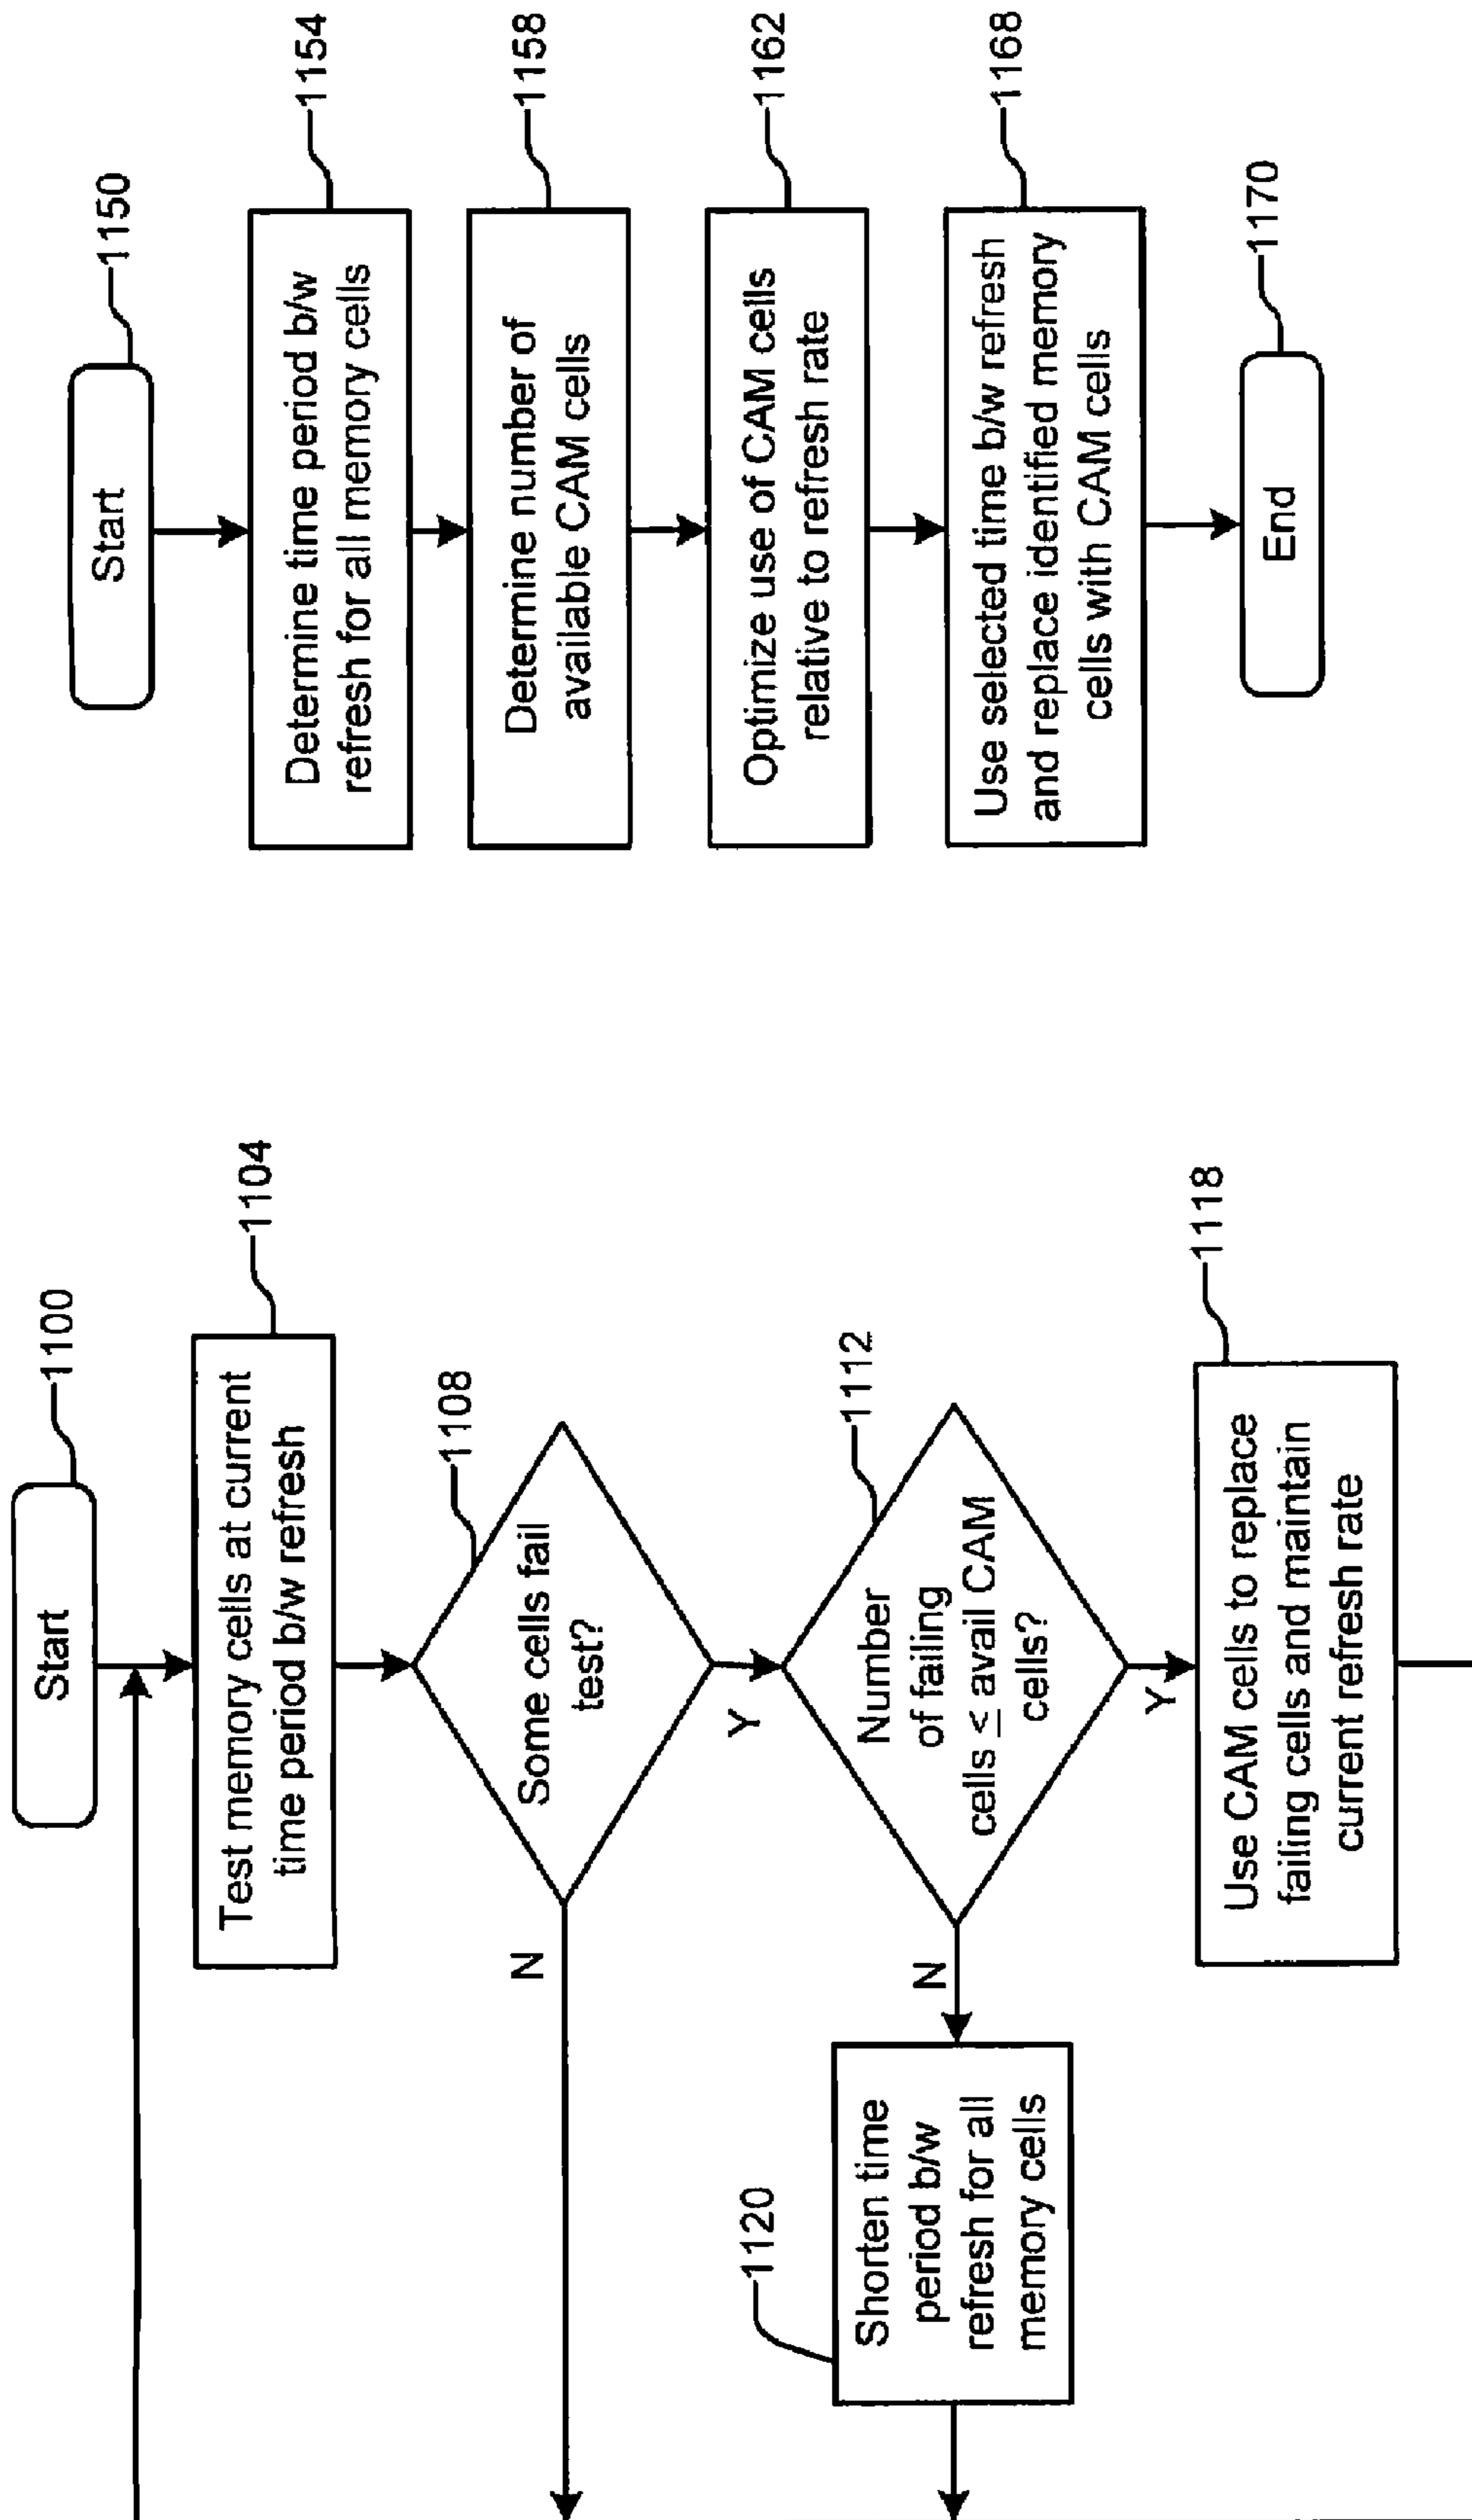 Start
1100
Test memory cells at current
time period b/w refresh
1104
Some cells fail
test?
1108
N
Y
Number
of failing
cells ≤ avail CAM
cells?
1112
N
Y
Shorten time
period b/w
refresh for all
memory cells
1120
Use CAM cells to replace
failing cells and maintain
current refresh rate
1118
Start
1150
Determine time period b/w
refresh for all memory cells
1154
Determine number of
available CAM cells
1158
Optimize use of CAM cells
relative to refresh rate
1162
Use selected time b/w refresh
and replace identified memory
cells with CAM cells
1168
End
1170